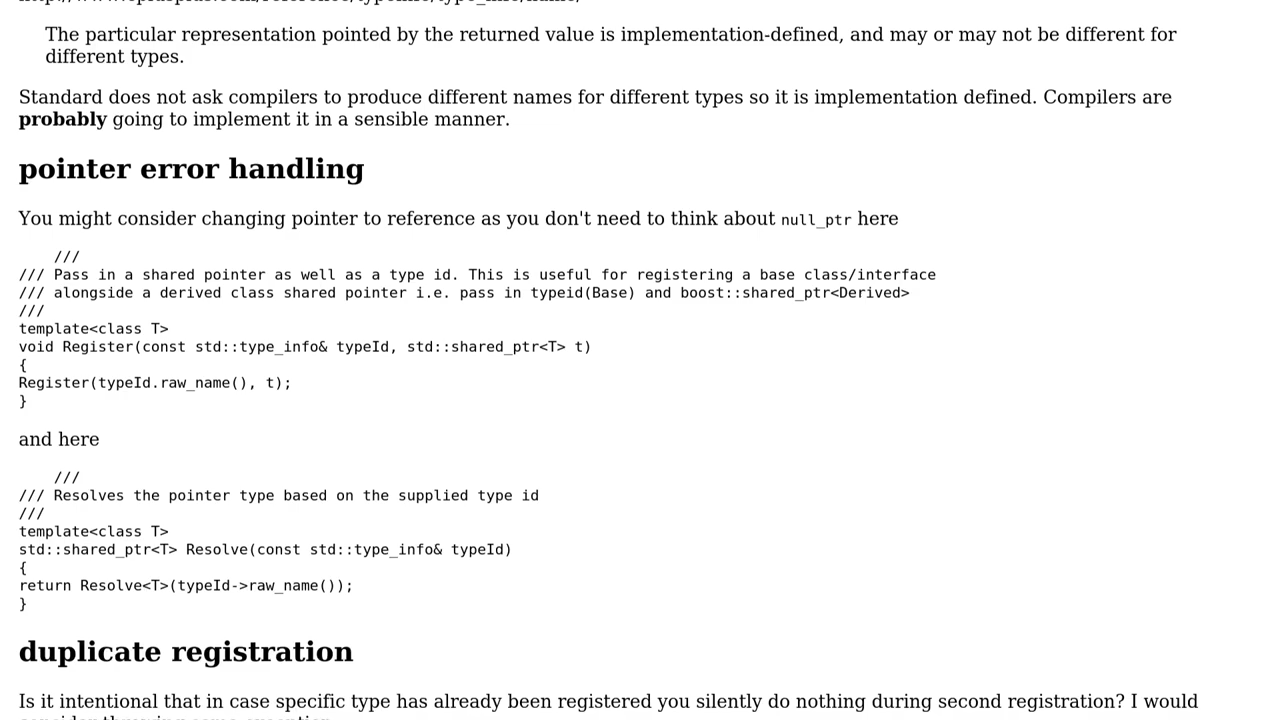 The particular representation pointed by the returned value is implementation-defined, and may or may not be different for
different types.
Standard does not ask compilers to produce different names for different types so it is implementation defined. Compilers are
probably going to implement it in a sensible manner.
pointer error handling
You might consider changing pointer to reference as you don't need to think about null_ptr here
///
/// Pass in a shared pointer as well as a type id. This is useful for registering a base class/interface
/// alongside a derived class shared pointer i.e. pass in typeid(Base) and boost::shared_ptr<Derived>
///
template<class T>
void Register(const std::type_info& typeId, std::shared_ptr<T> t)
{
Register(typeId.raw_name(), t);
}
and here
///
/// Resolves the pointer type based on the supplied type id
///
template<class T>
std::shared_ptr<T> Resolve(const std::type_info& typeId)
{
return Resolve<T>(typeId->raw_name());
}
duplicate registration
Is it intentional that in case specific type has already been registered you silently do nothing during second registration? I would